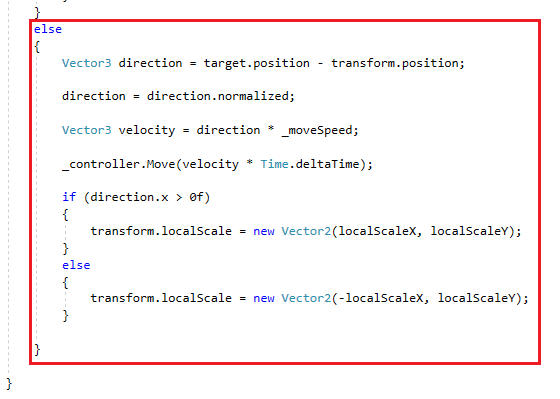 }
else
{
Vector3 direction = target.position - transform.position;
direction = direction.normalized;
Vector3 velocity = direction * _moveSpeed;
_controller.Move(velocity * Time.deltaTime);
if (direction.x > 0f)
{
transform.localScale = new Vector2(localScaleX, localScaleY);
}
else
{
transform.localScale = new Vector2(-localScaleX, localScaleY);
}
}
}